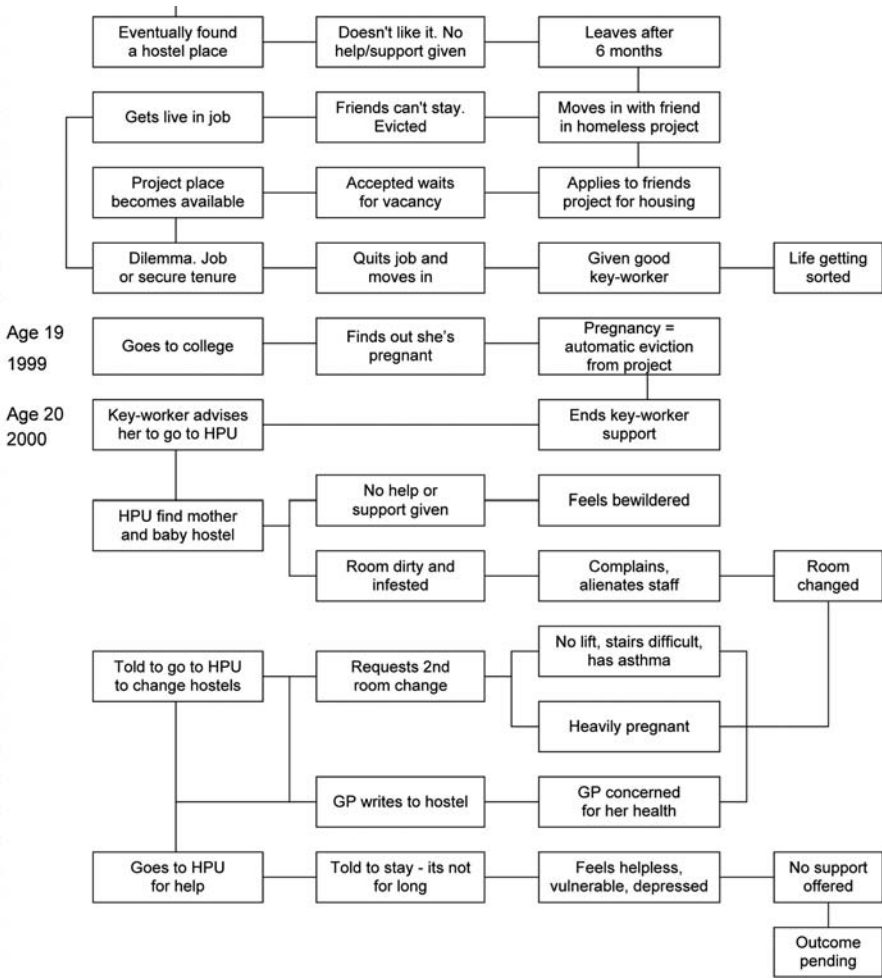 Eventually found
a hostel place
Doesn't like it. No
help/support given
Leaves after
6 months
Gets live in job
Friends can't stay.
Evicted
Moves in with friend
in homeless project
Project place
becomes available
Accepted waits
for vacancy
Applies to friends
project for housing
Dilemma. Job
or secure tenure
Quits job and
moves in
Given good
key-worker
Life getting
sorted
Age 19
1999
Goes to college
Finds out she's
pregnant
Pregnancy =
automatic eviction
from project
Age 20
2000
Key-worker advises
her to go to HPU
Ends key-worker
support
HPU find mother
and baby hostel
No help or
support given
Feels bewildered
Room dirty and
infested
Complains,
alienates staff
Room
changed
Told to go to HPU
to change hostels
Requests 2nd
room change
No lift, stairs difficult,
has asthma
Heavily pregnant
GP writes to hostel
GP concerned
for her health
Goes to HPU
for help
Told to stay - its not
for long
Feels helpless,
vulnerable, depressed
No support
offered
Outcome
pending